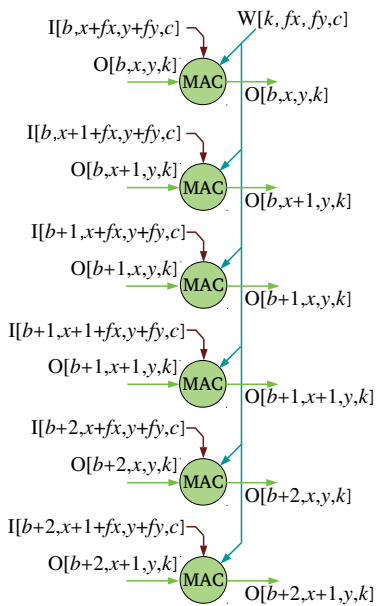 I[b,x+fx,y+fy,c]
W[k, fx, fy,c]
O[b,x,y,k]
MAC
O[b,x,y,k]
I[b,x+1+fx,y+fy,c]
O[b,x+1,y,k]
MAC
O[b,x+1,y,k]
I[b+1,x+fx,y+fy,c]
O[b+1,x,y,k]
MAC
O[b+1,x,y,k]
I[b+1,x+1+fx,y+fy,c]
O[b+1,x+1,y,k]
MAC
O[b+1,x+1,y,k]
I[b+2,x+fx,y+fy,c]
O[b+2,x,y,k]
MAC
O[b+2,x,y,k]
I[b+2,x+1+fx,y+fy,c]
O[b+2,x+1,y,k]
MAC
O[b+2,x+1,y,k]